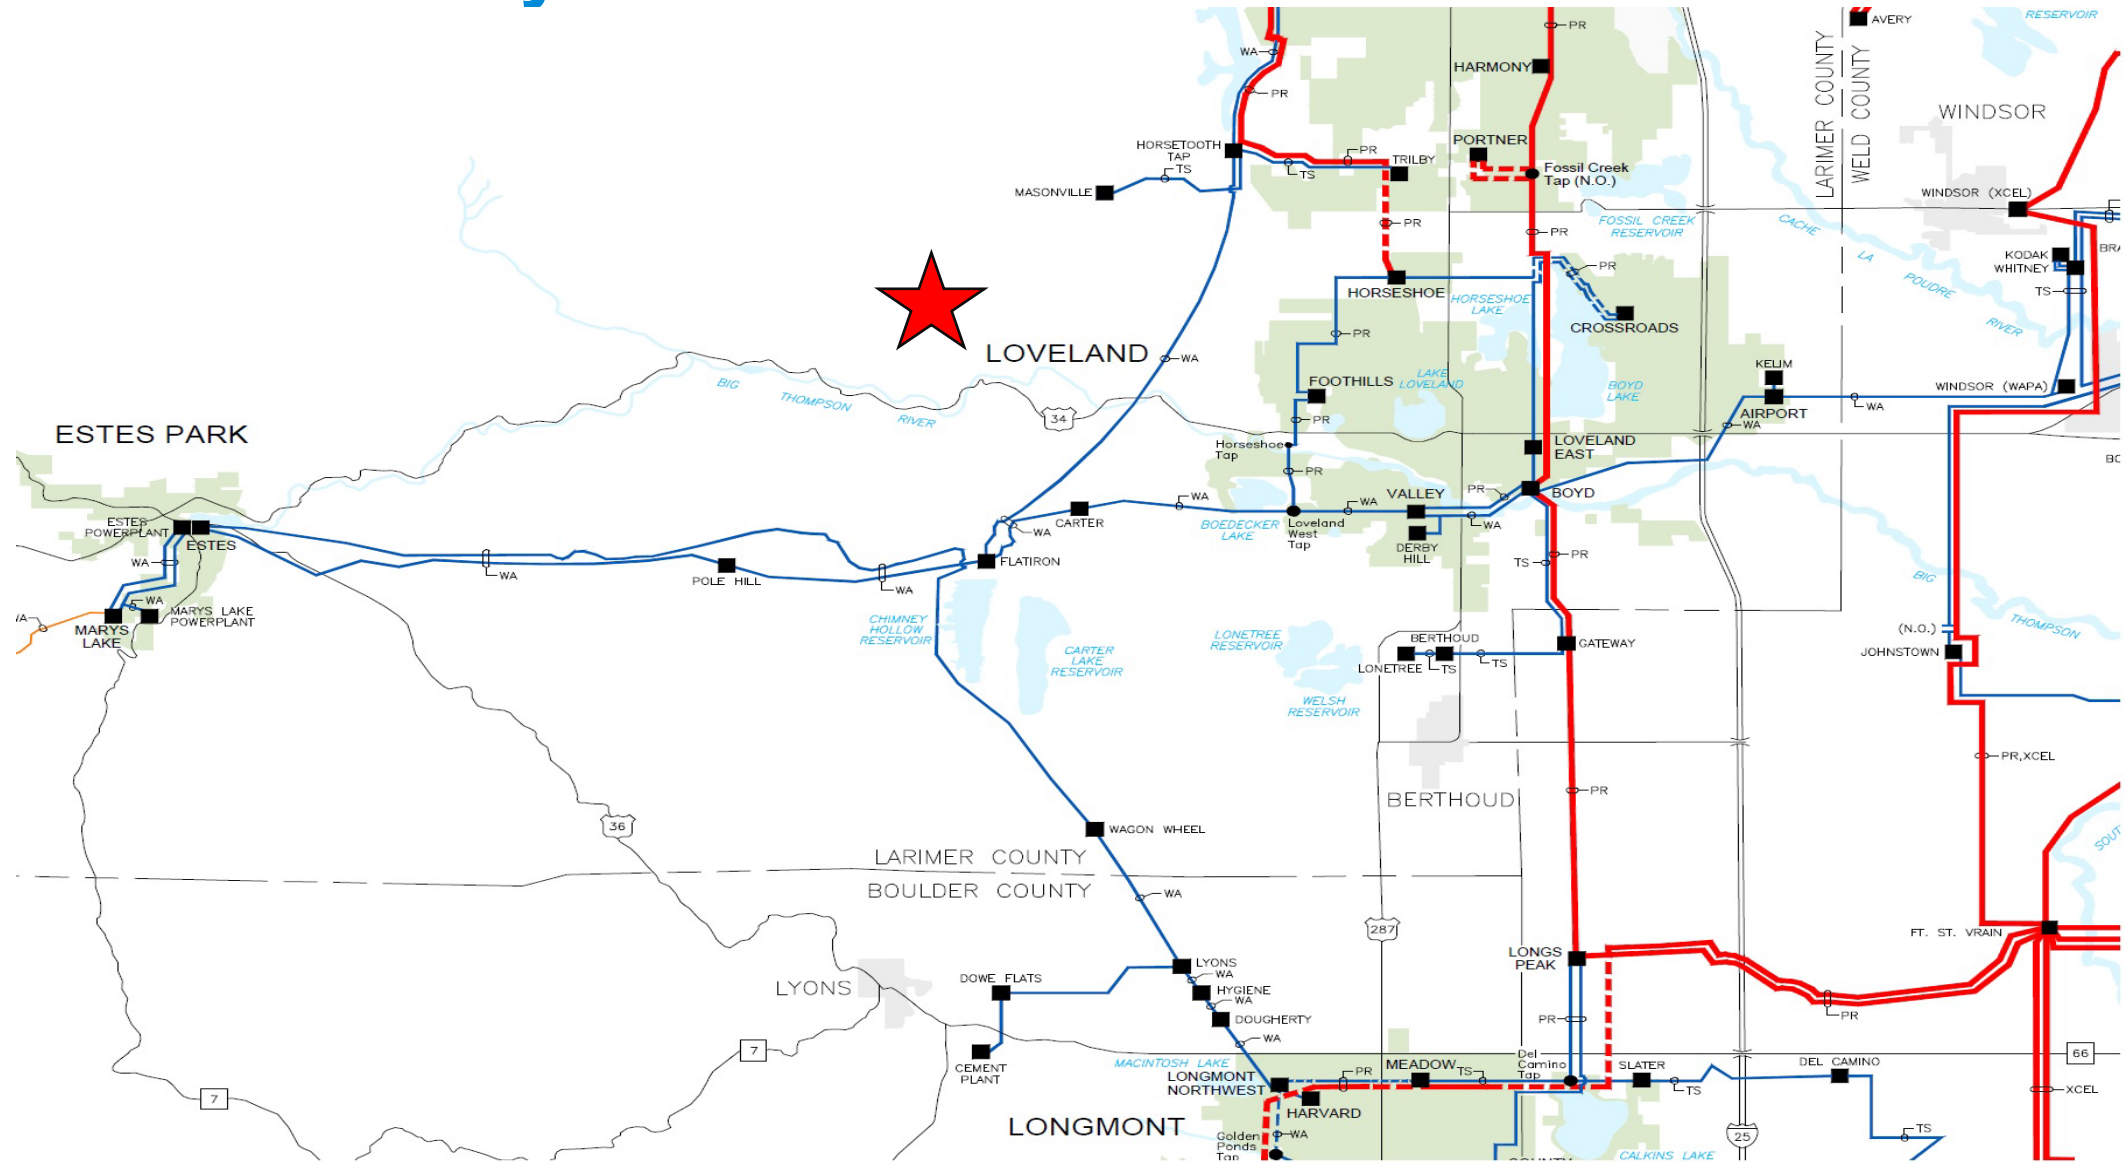 WA
PR
PR
HARMONY
AVERY
RESERVOIR
LARIMER COUNTY
WELD COUNTY
WINDSOR
HORSETOOTH
TAP
TS
MASONVILLE
PR
TS
TRILBY
PORTNER
Fossil Creek
Tap (N.O.)
WINDSOR (XCEL)
PR
PR
FOSSIL CREEK
RESERVOIR
CACHE
LA
POUDRE
RIVER
KODAK
WHITNEY
TS
BRA
HORSESHOE
HORSESHOE
LAKE
PR
CROSSROADS
PR
LOVELAND
WA
BIG
THOMPSON
RIVER
34
FOOTHILLS
LAKE
LOVELAND
BOYD
LAKE
KELIM
AIRPORT
WA
WA
WINDSOR (WAPA)
PR
Horseshoe
Tap
PR
LOVELAND
EAST
BOYD
PR
VALLEY
WA
WA
DERBY
HILL
BOEDECKER
LAKE
Loveland
West
Tap
WA
CARTER
WA
FLATIRON
ESTES PARK
ESTES
POWERPLANT
ESTES
WA
WA
MARYS LAKE
POWERPLANT
MARYS
LAKE
WA
WA
POLE HILL
WA
CHIMNEY
HOLLOW
RESERVOIR
CARTER
LAKE
RESERVOIR
LONETREE
RESERVOIR
WELSH
RESERVOIR
BERTHOUD
LONETREE
TS
TS
TS
PR
GATEWAY
BIG
THOMPSON
(N.O.)
JOHNSTOWN
PR,XCEL
BERTHOUD
PR
36
WAGON WHEEL
LARIMER COUNTY
BOULDER COUNTY
WA
287
LONGS
PEAK
FT. ST. VRAIN
SOUT
LYONS
DOWE FLATS
LYONS
WA
HYGIENE
WA
DOUGHERTY
WA
CEMENT
PLANT
7
7
MACINTOSH LAKE
LONGMONT
NORTHWEST
PR
MEADOW
TS
Del
Camino
Tap
PR
PR
SLATER
TS
DEL CAMINO
66
XCEL
TS
25
HARVARD
LONGMONT
Golden
Ponds
Tap
WA
CALKINS LAKE